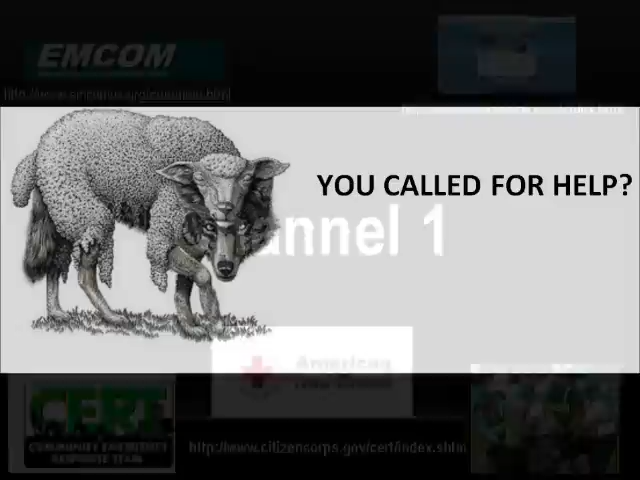 EMCOM
YOU CALLED FOR HELP?
annel 1
American
CERT
COMMUNITY EMERGENCY
RESPONSE TEAM
http://www.citizencorps.gov/cert/index.shtm